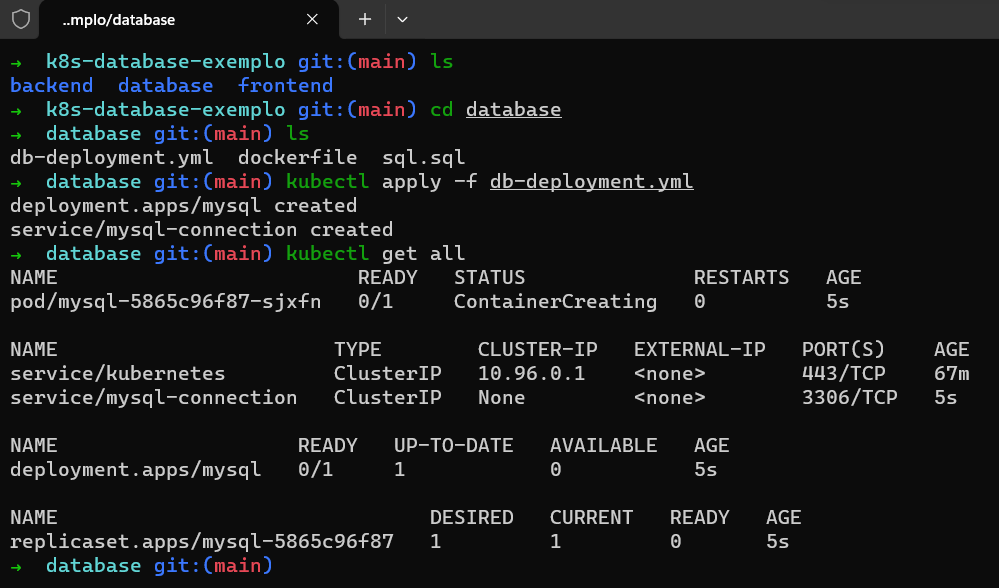 ..mplo/database
→ k8s-database-exemplo git:(main) ls
backend  database  frontend
→ k8s-database-exemplo git:(main) cd database
→ database git:(main) ls
db-deployment.yml  dockerfile  sql.sql
→ database git:(main) kubectl apply -f db-deployment.yml
deployment.apps/mysql created
service/mysql-connection created
→ database git:(main) kubectl get all
NAME                         READY   STATUS              RESTARTS   AGE
pod/mysql-5865c96f87-sjxfn   0/1     ContainerCreating   0          5s
NAME                       TYPE        CLUSTER-IP   EXTERNAL-IP   PORT(S)    AGE
service/kubernetes         ClusterIP   10.96.0.1    <none>        443/TCP    67m
service/mysql-connection   ClusterIP   None         <none>        3306/TCP   5s
NAME                    READY   UP-TO-DATE   AVAILABLE   AGE
deployment.apps/mysql   0/1     1            0           5s
NAME                               DESIRED   CURRENT   READY   AGE
replicaset.apps/mysql-5865c96f87   1         1         0       5s
→ database git:(main)